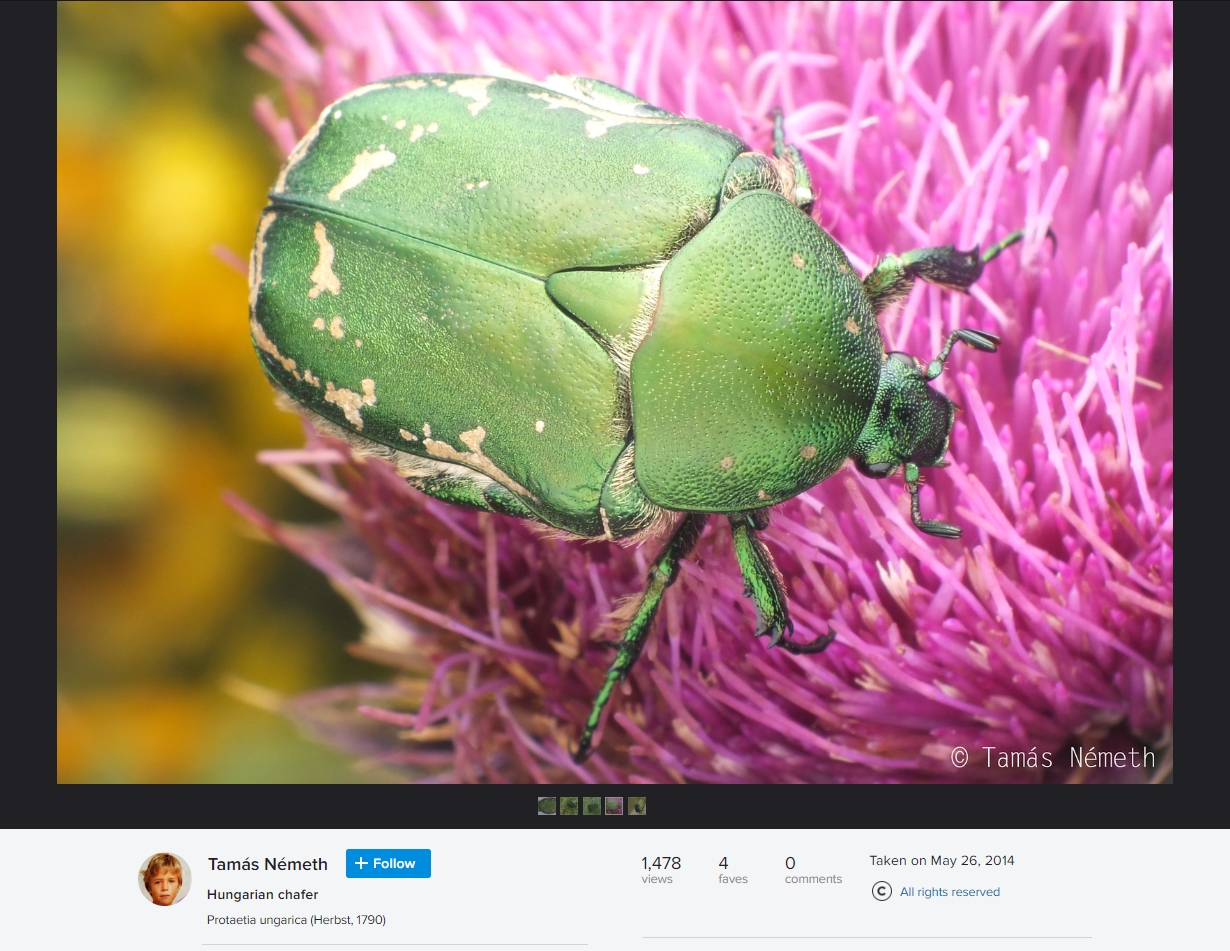 © Tamás Németh
Tamás Németh
+ Follow
Hungarian chafer
Protaetia ungarica (Herbst, 1790)
1,478
views
4
faves
0
comments
Taken on May 26, 2014
© All rights reserved